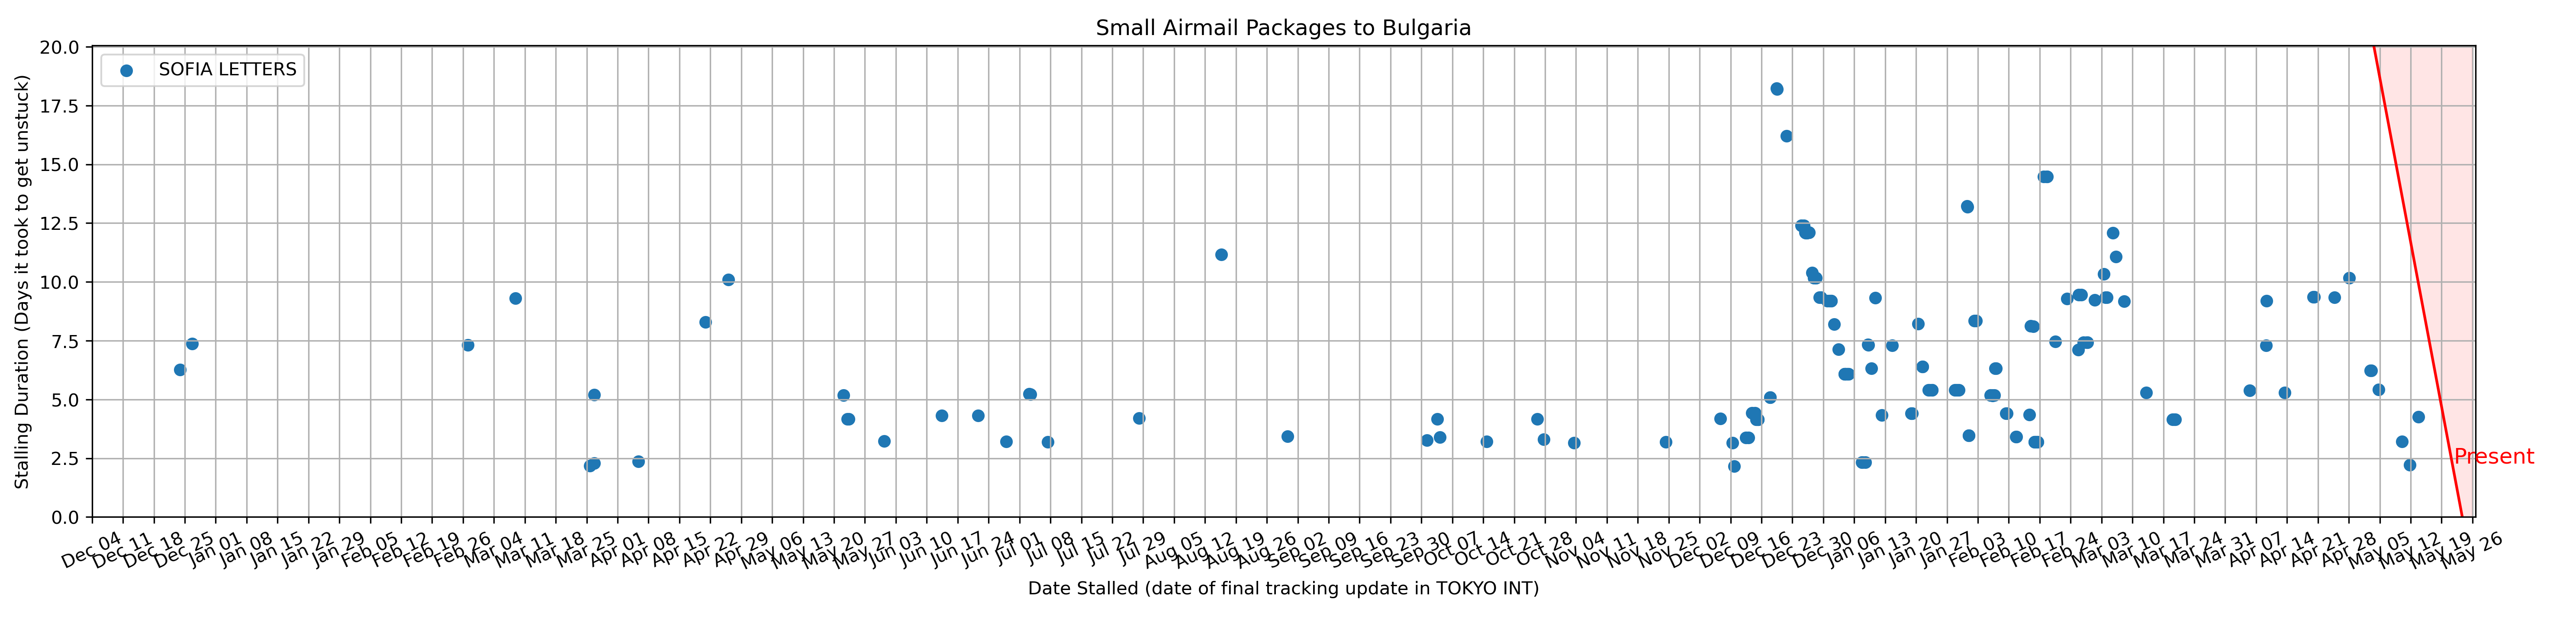 Small Airmail Packages to Bulgaria
SOFIA LETTERS
Stalling Duration (Days it took to get unstuck)
20.0
17.5
15.0
12.5
10.0
7.5
5.0
2.5
0.0
Present
Dec 04 Dec 11 Dec 18 Dec 25 Jan 01 Jan 08 Jan 15 Jan 22 Jan 29 Feb 05 Feb 12 Feb 19 Feb 26 Mar 04 Mar 11 Mar 18 Mar 25 Apr 01 Apr 08 Apr 15 Apr 22 Apr 29 May 06 May 13 May 20 May 27 Jun 03 Jun 10 Jun 17 Jun 24 Jul 01 Jul 08 Jul 15 Jul 22 Jul 29 Aug 05 Aug 12 Aug 19 Aug 26 Sep 02 Sep 09 Sep 16 Sep 23 Sep 30 Oct 07 Oct 14 Oct 21 Oct 28 Nov 04 Nov 11 Nov 18 Nov 25 Dec 02 Dec 09 Dec 16 Dec 23 Dec 30 Jan 06 Jan 13 Jan 20 Jan 27 Feb 03 Feb 10 Feb 17 Feb 24 Mar 03 Mar 10 Mar 17 Mar 24 Mar 31 Apr 07 Apr 14 Apr 21 Apr 28 May 05 May 12 May 19 May 26
Date Stalled (date of final tracking update in TOKYO INT)